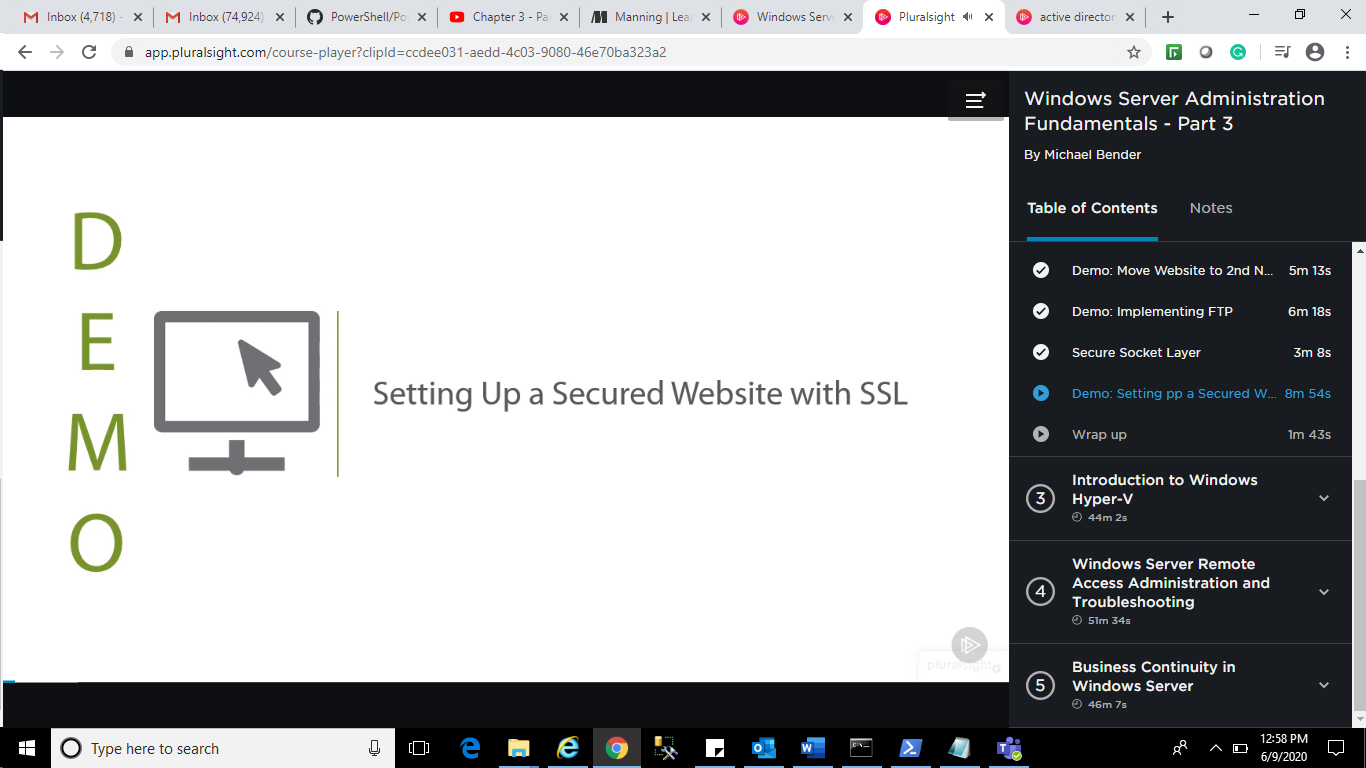 Inbox (4,718) -
Inbox (74,924)
PowerShell/Po
Chapter 3 - Pa
Manning | Lea
Windows Serve
Pluralsight
active director
app.pluralsight.com/course-player?clipId=ccdee031-aedd-4c03-9080-46e70ba323a2
Windows Server Administration
Fundamentals - Part 3
By Michael Bender
Table of Contents
Notes
Demo: Move Website to 2nd N... 5m 13s
Demo: Implementing FTP 6m 18s
Secure Socket Layer 3m 8s
Demo: Setting pp a Secured W... 8m 54s
Wrap up 1m 43s
3 Introduction to Windows
Hyper-V
44m 2s
4 Windows Server Remote
Access Administration and
Troubleshooting
51m 34s
5 Business Continuity in
Windows Server
46m 7s
DEMO
Setting Up a Secured Website with SSL
pluralsight
Type here to search
12:58 PM
6/9/2020